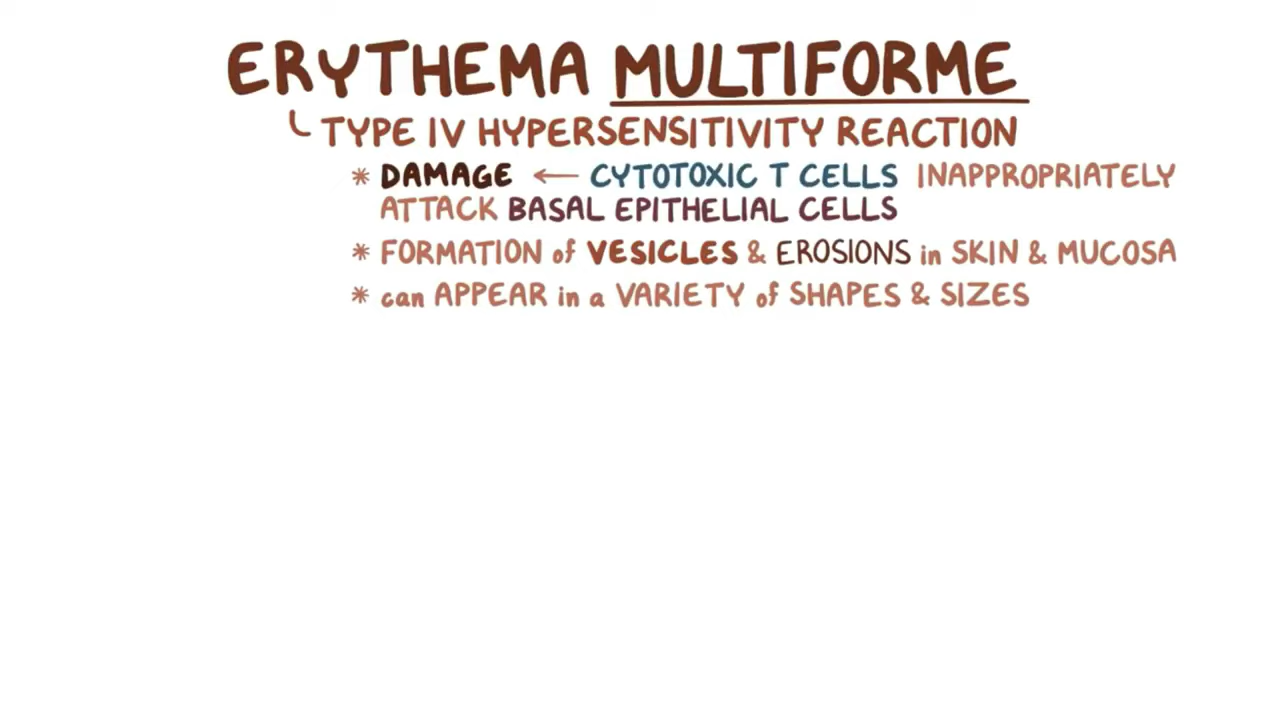 ERYTHEMA MULTIFORME
TYPE IV HYPERSENSITIVITY REACTION
* DAMAGE ← CYTOTOXIC T CELLS INAPPROPRIATELY
ATTACK BASAL EPITHELIAL CELLS
* FORMATION of VESICLES & EROSIONS in SKIN & MUCOSA
* can APPEAR in a VARIETY of SHAPES & SIZES